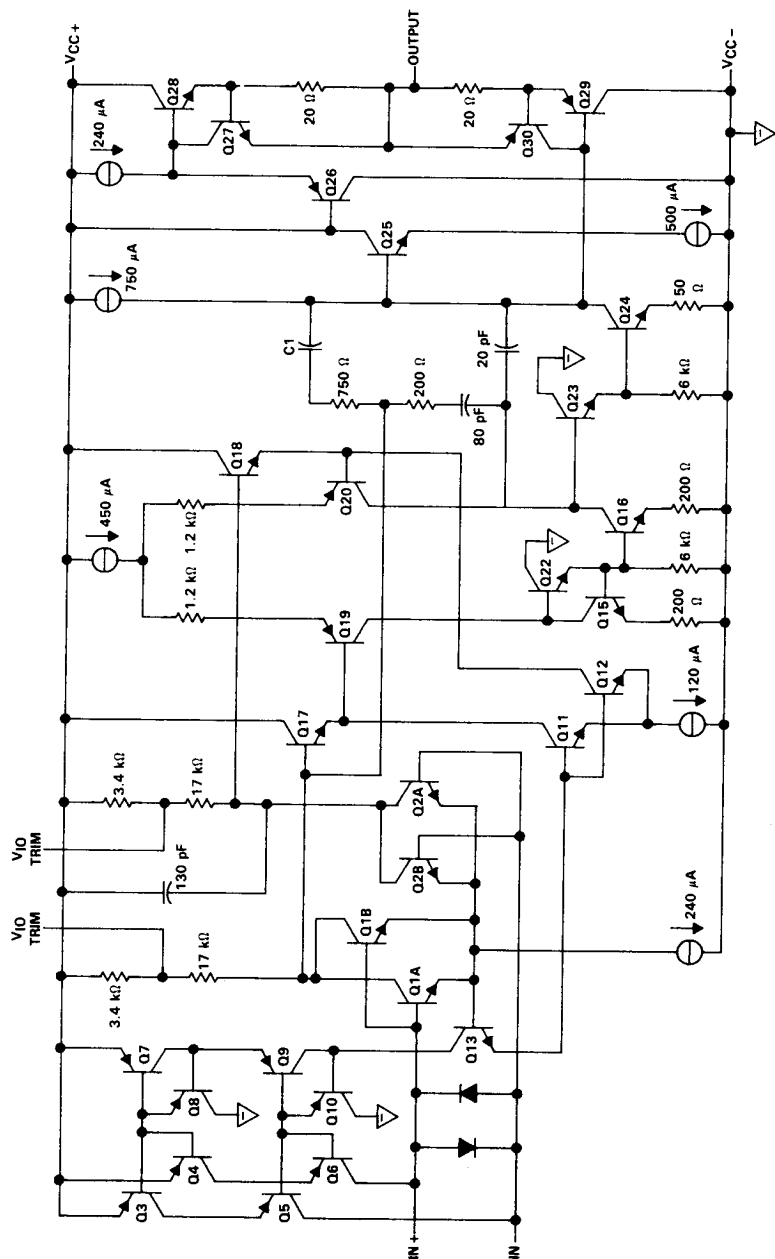 VCC+
VIO
TRIM
VIO
TRIM
3.4 kΩ
17 kΩ
130 pF
3.4 kΩ
17 kΩ
450 μA
1.2 kΩ
1.2 kΩ
750 μA
240 μA
Q3
Q4
Q7
Q8
Q5
Q6
Q9
Q10
Q13
Q1A
Q1B
Q2B
Q2A
Q17
Q18
Q19
Q20
Q11
Q12
Q22
Q15
Q16
Q23
Q24
Q25
Q26
Q27
Q28
Q30
Q29
C1
750 Ω
200 Ω
80 pF
20 pF
20 Ω
20 Ω
OUTPUT
IN +
IN −
240 μA
120 μA
200
Ω
6 kΩ
200 Ω
6 kΩ
50
Ω
500 μA
VCC−